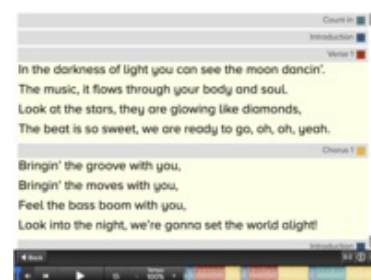 Count In
Introduction
Verse 1
In the darkness of light you can see the moon dancin'.
The music, it flows through your body and soul.
Look at the stars, they are glowing like diamonds,
The beat is so sweet, we are ready to go, oh, oh, yeah.
Chorus 1
Bringin' the groove with you,
Bringin' the moves with you,
Feel the bass boom with you,
Look into the night, we're gonna set the world alight!
Introduction
Back
100%